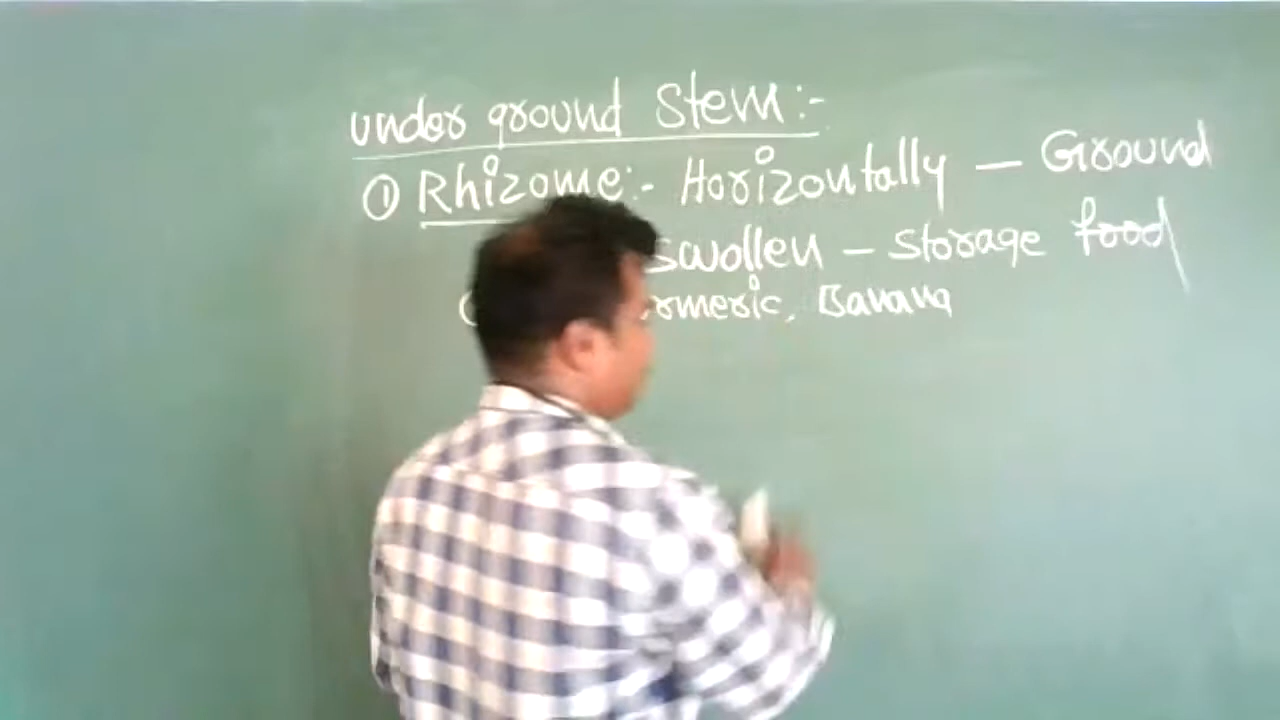 under ground Stem:-
① Rhizome:- Horizontally — Ground
swollen — storage food
rmeric, Banana